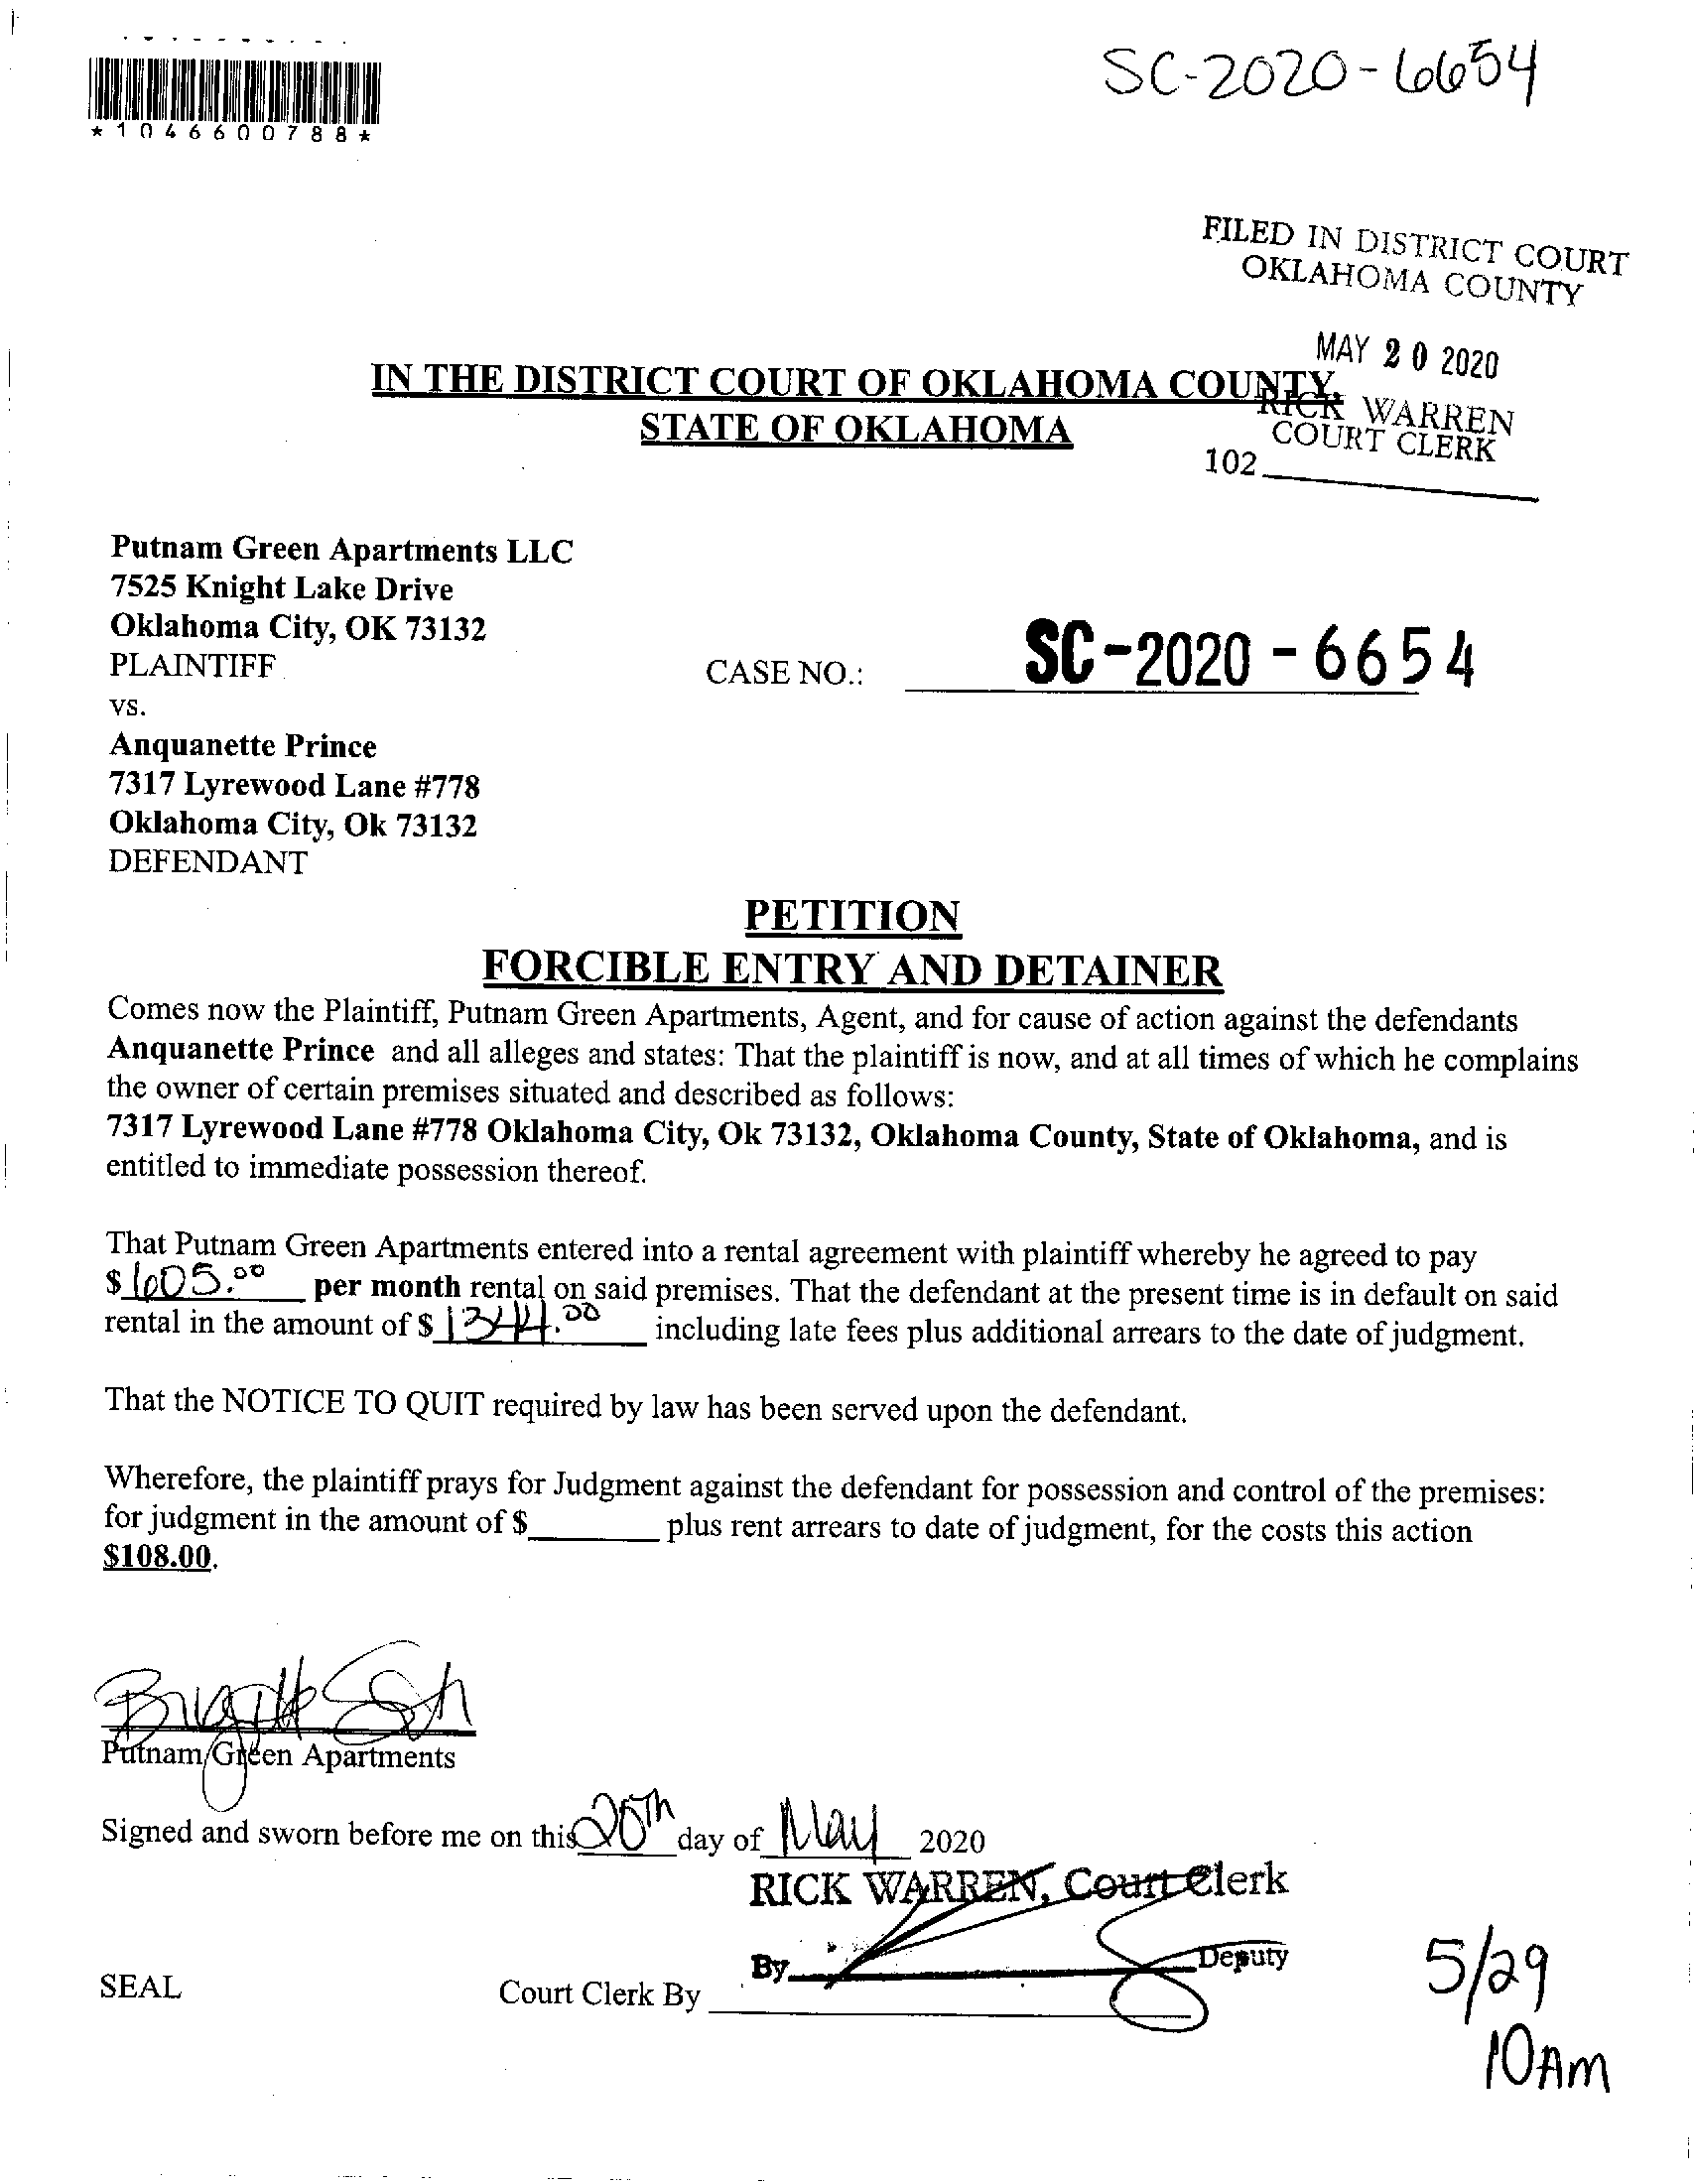 SC-2020-6654
*1046600788*
FILED IN DISTRICT COURT
OKLAHOMA COUNTY
MAY 20 2020
RICK WARREN
COURT CLERK
102
IN THE DISTRICT COURT OF OKLAHOMA COUNTY,
STATE OF OKLAHOMA
Putnam Green Apartments LLC
7525 Knight Lake Drive
Oklahoma City, OK 73132
PLAINTIFF
CASE NO.: SC-2020-6654
vs.
Anquanette Prince
7317 Lyrewood Lane #778
Oklahoma City, Ok 73132
DEFENDANT
PETITION
FORCIBLE ENTRY AND DETAINER
Comes now the Plaintiff, Putnam Green Apartments, Agent, and for cause of action against the defendants
Anquanette Prince and all alleges and states: That the plaintiff is now, and at all times of which he complains
the owner of certain premises situated and described as follows:
7317 Lyrewood Lane #778 Oklahoma City, Ok 73132, Oklahoma County, State of Oklahoma, and is
entitled to immediate possession thereof.
That Putnam Green Apartments entered into a rental agreement with plaintiff whereby he agreed to pay
$605.00 per month rental on said premises. That the defendant at the present time is in default on said
rental in the amount of $1344.00 including late fees plus additional arrears to the date of judgment.
That the NOTICE TO QUIT required by law has been served upon the defendant.
Wherefore, the plaintiff prays for Judgment against the defendant for possession and control of the premises:
for judgment in the amount of $ plus rent arrears to date of judgment, for the costs this action
$108.00.
Putnam Green Apartments
Signed and sworn before me on this 20th day of May 2020
RICK WARREN, Court Clerk
By Deputy
SEAL Court Clerk By
5/29
10AM